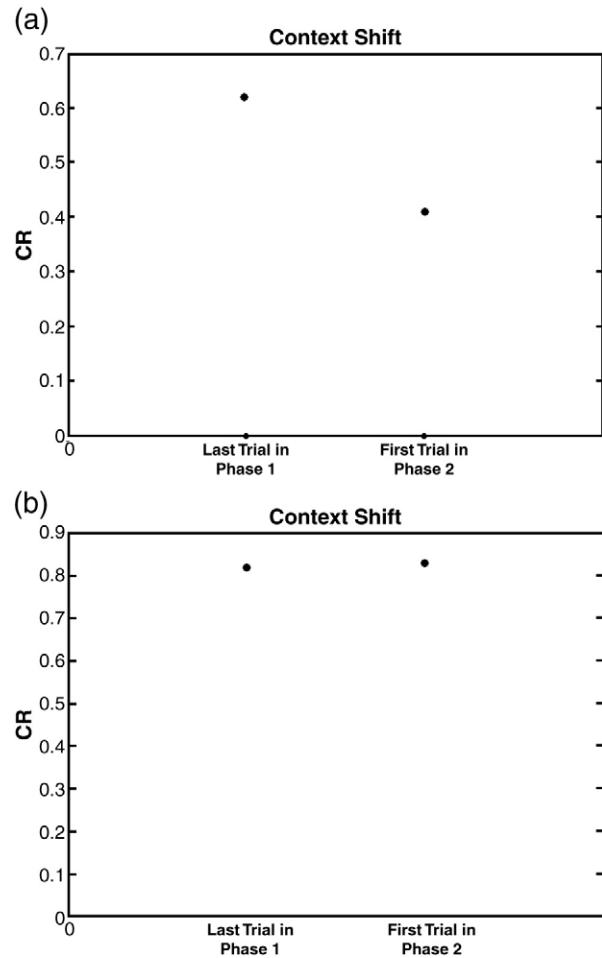 (a)
Context Shift
0.7
0.6
0.5
0.4
0.3
0.2
0.1
0
CR
0
Last Trial in
Phase 1
First Trial in
Phase 2
(b)
Context Shift
0.9
0.8
0.7
0.6
0.5
0.4
0.3
0.2
0.1
0
CR
0
Last Trial in
Phase 1
First Trial in
Phase 2